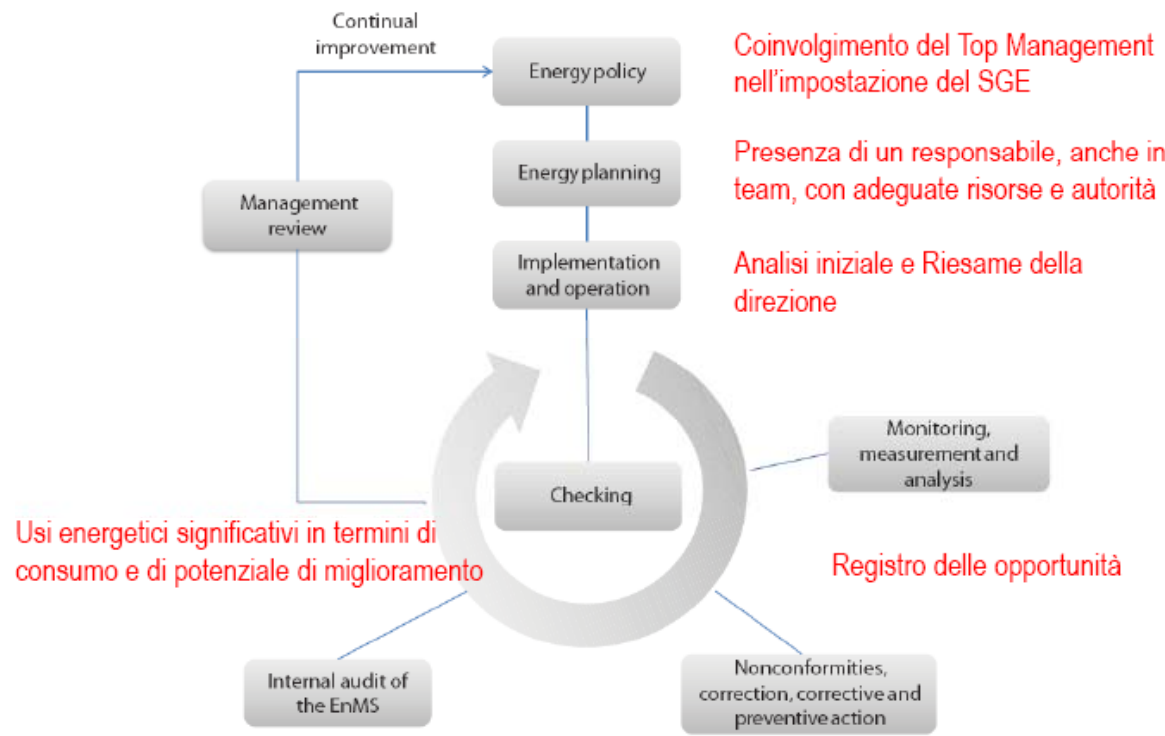 Continual
improvement
Energy policy
Coinvolgimento del Top Management
nell'impostazione del SGE
Energy planning
Presenza di un responsabile, anche in
team, con adeguate risorse e autorità
Management
review
Implementation
and operation
Analisi iniziale e Riesame della
direzione
Monitoring,
measurement and
analysis
Checking
Usi energetici significativi in termini di
consumo e di potenziale di miglioramento
Registro delle opportunità
Internal audit of
the EnMS
Nonconformities,
correction, corrective and
preventive action